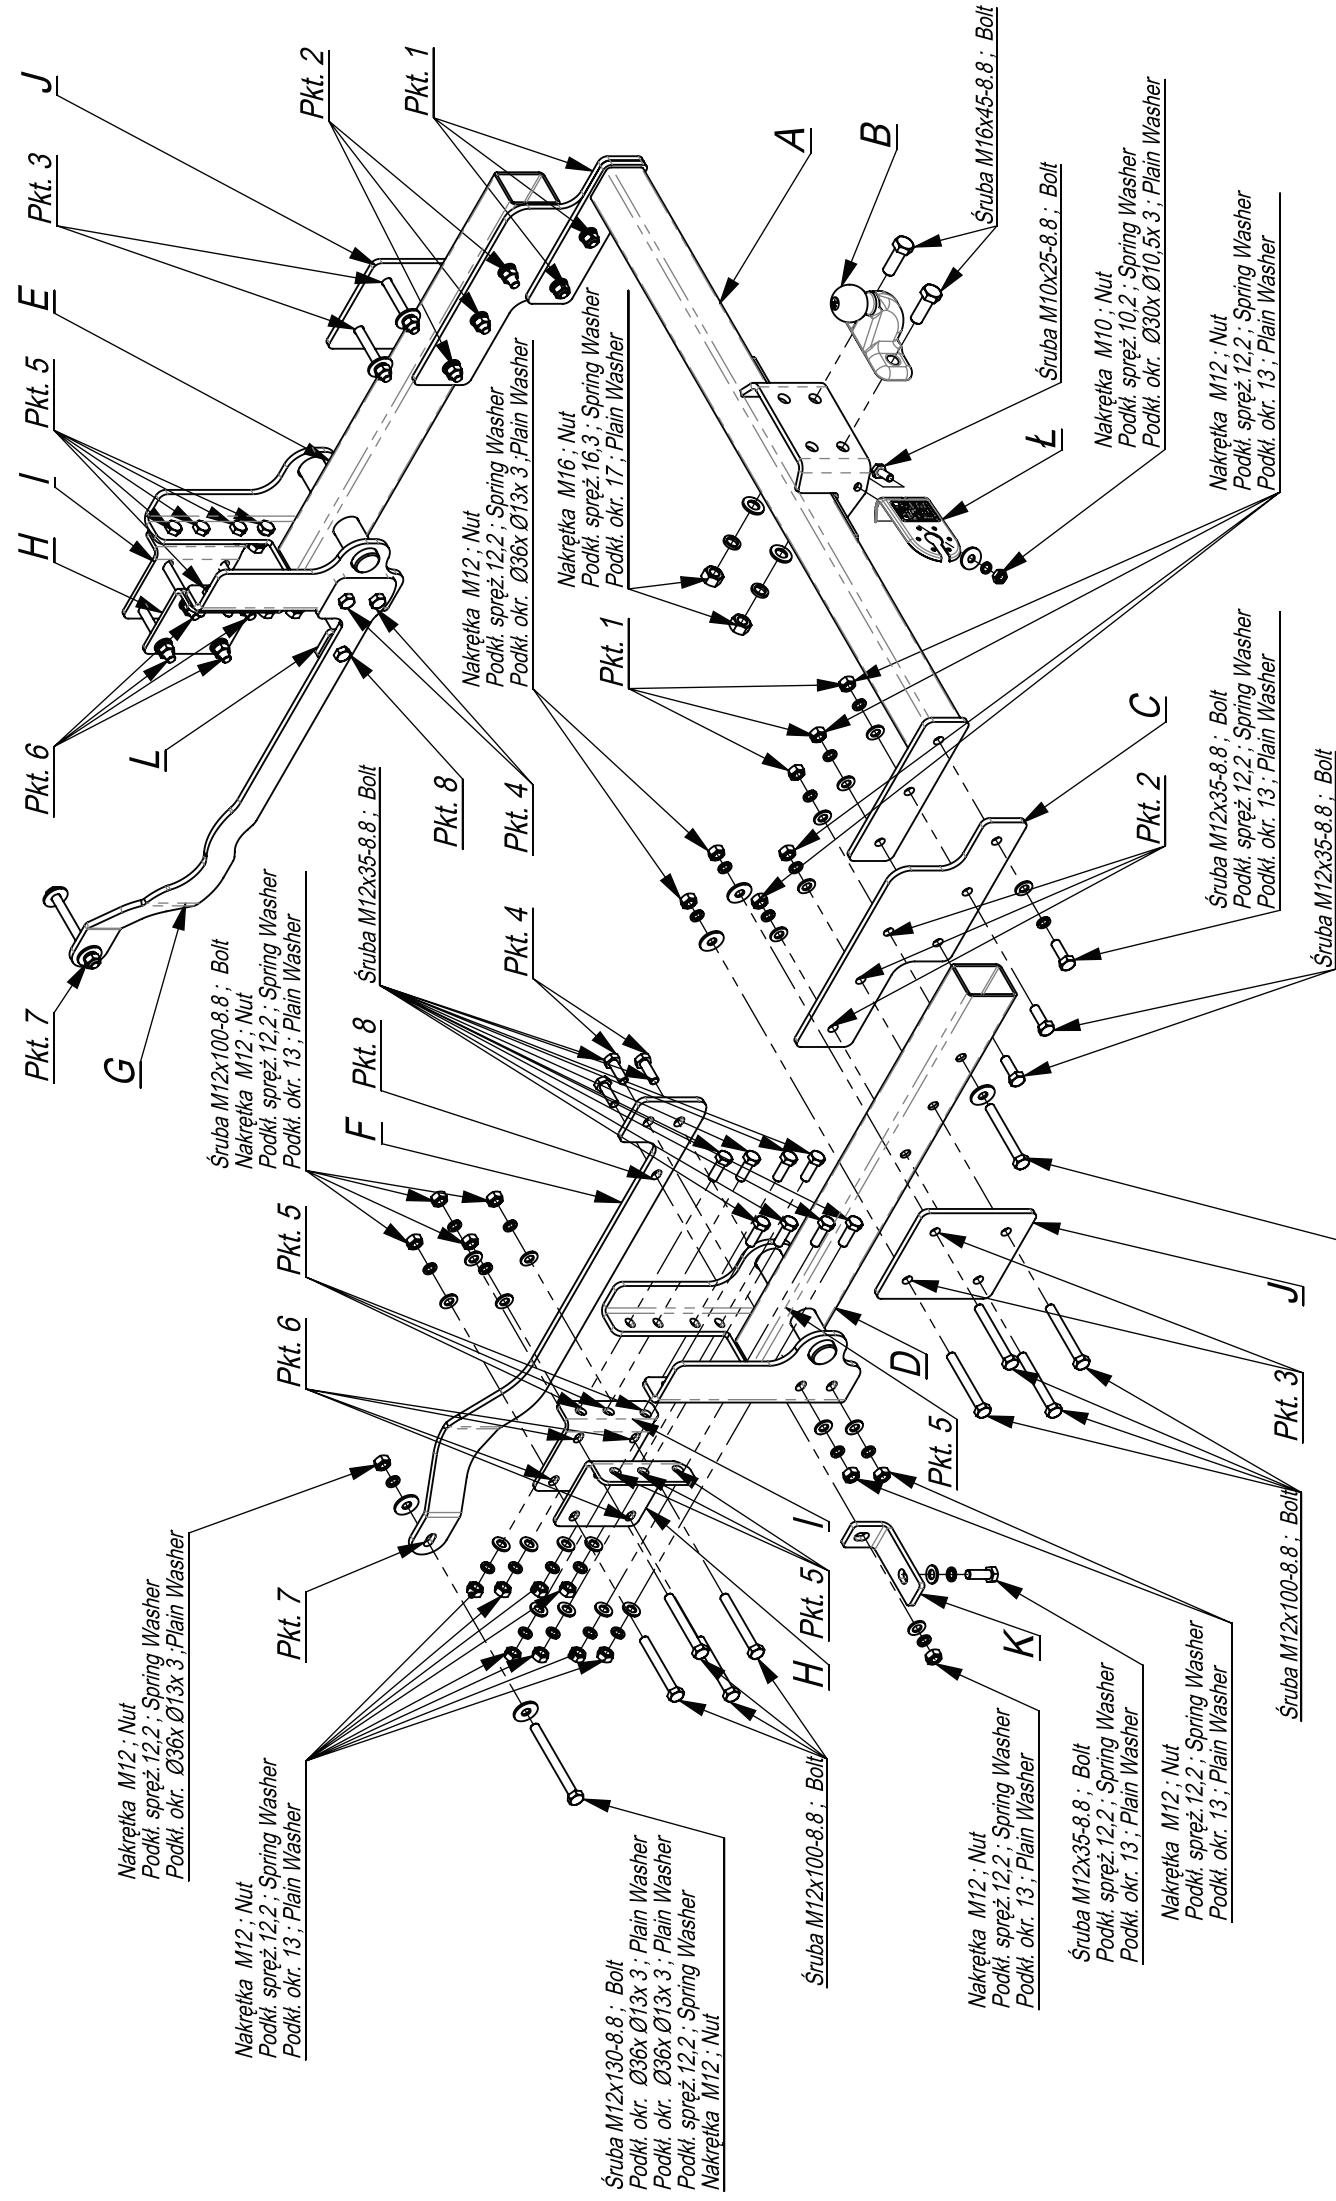 Pkt. 7
G
Pkt. 6
L
H
I
Pkt. 5
E
Pkt. 3
J
Pkt. 2
Pkt. 1
Pkt. 8
Pkt. 4
Nakrętka M12 ; Nut
Podkł. spręż.12,2 ; Spring Washer
Podkł. okr. Ø36x Ø13x 3 ;Plain Washer
Nakrętka M16 ; Nut
Podkł. spręż.16,3 ; Spring Washer
Podkł. okr. 17 ; Plain Washer
Pkt. 1
A
B
Śruba M16x45-8.8 ; Bolt
Śruba M10x25-8.8 ; Bolt
Ł
Nakrętka M10 ; Nut
Podkł. spręż.10,2 ; Spring Washer
Podkł. okr. Ø30x Ø10,5x 3 ; Plain Washer
Nakrętka M12 ; Nut
Podkł. spręż.12,2 ; Spring Washer
Podkł. okr. 13 ; Plain Washer
Śruba M12x100-8.8 ; Bolt
Nakrętka M12 ; Nut
Podkł. spręż.12,2 ; Spring Washer
Podkł. okr. 13 ; Plain Washer
Śruba M12x35-8.8 ; Bolt
Pkt. 4
F
Pkt. 8
C
Pkt. 2
Śruba M12x35-8.8 ; Bolt
Podkł. spręż.12,2 ; Spring Washer
Podkł. okr. 13 ; Plain Washer
Śruba M12x35-8.8 ; Bolt
Pkt. 5
Pkt. 6
Pkt. 7
Nakrętka M12 ; Nut
Podkł. spręż.12,2 ; Spring Washer
Podkł. okr. Ø36x Ø13x 3 ;Plain Washer
Nakrętka M12 ; Nut
Podkł. spręż.12,2 ; Spring Washer
Podkł. okr. 13 ; Plain Washer
Śruba M12x130-8.8 ; Bolt
Podkł. okr. Ø36x Ø13x 3 ; Plain Washer
Podkł. okr. Ø36x Ø13x 3 ; Plain Washer
Podkł. spręż.12,2 ; Spring Washer
Nakrętka M12 ; Nut
Śruba M12x100-8.8 ; Bolt
H
Pkt. 5
I
D
Pkt. 5
K
J
Pkt. 3
Śruba M12x100-8.8 ; Bolt
Nakrętka M12 ; Nut
Podkł. spręż.12,2 ; Spring Washer
Podkł. okr. 13 ; Plain Washer
Śruba M12x35-8.8 ; Bolt
Podkł. spręż.12,2 ; Spring Washer
Podkł. okr. 13 ; Plain Washer
Nakrętka M12 ; Nut
Podkł. spręż.12,2 ; Spring Washer
Podkł. okr. 13 ; Plain Washer